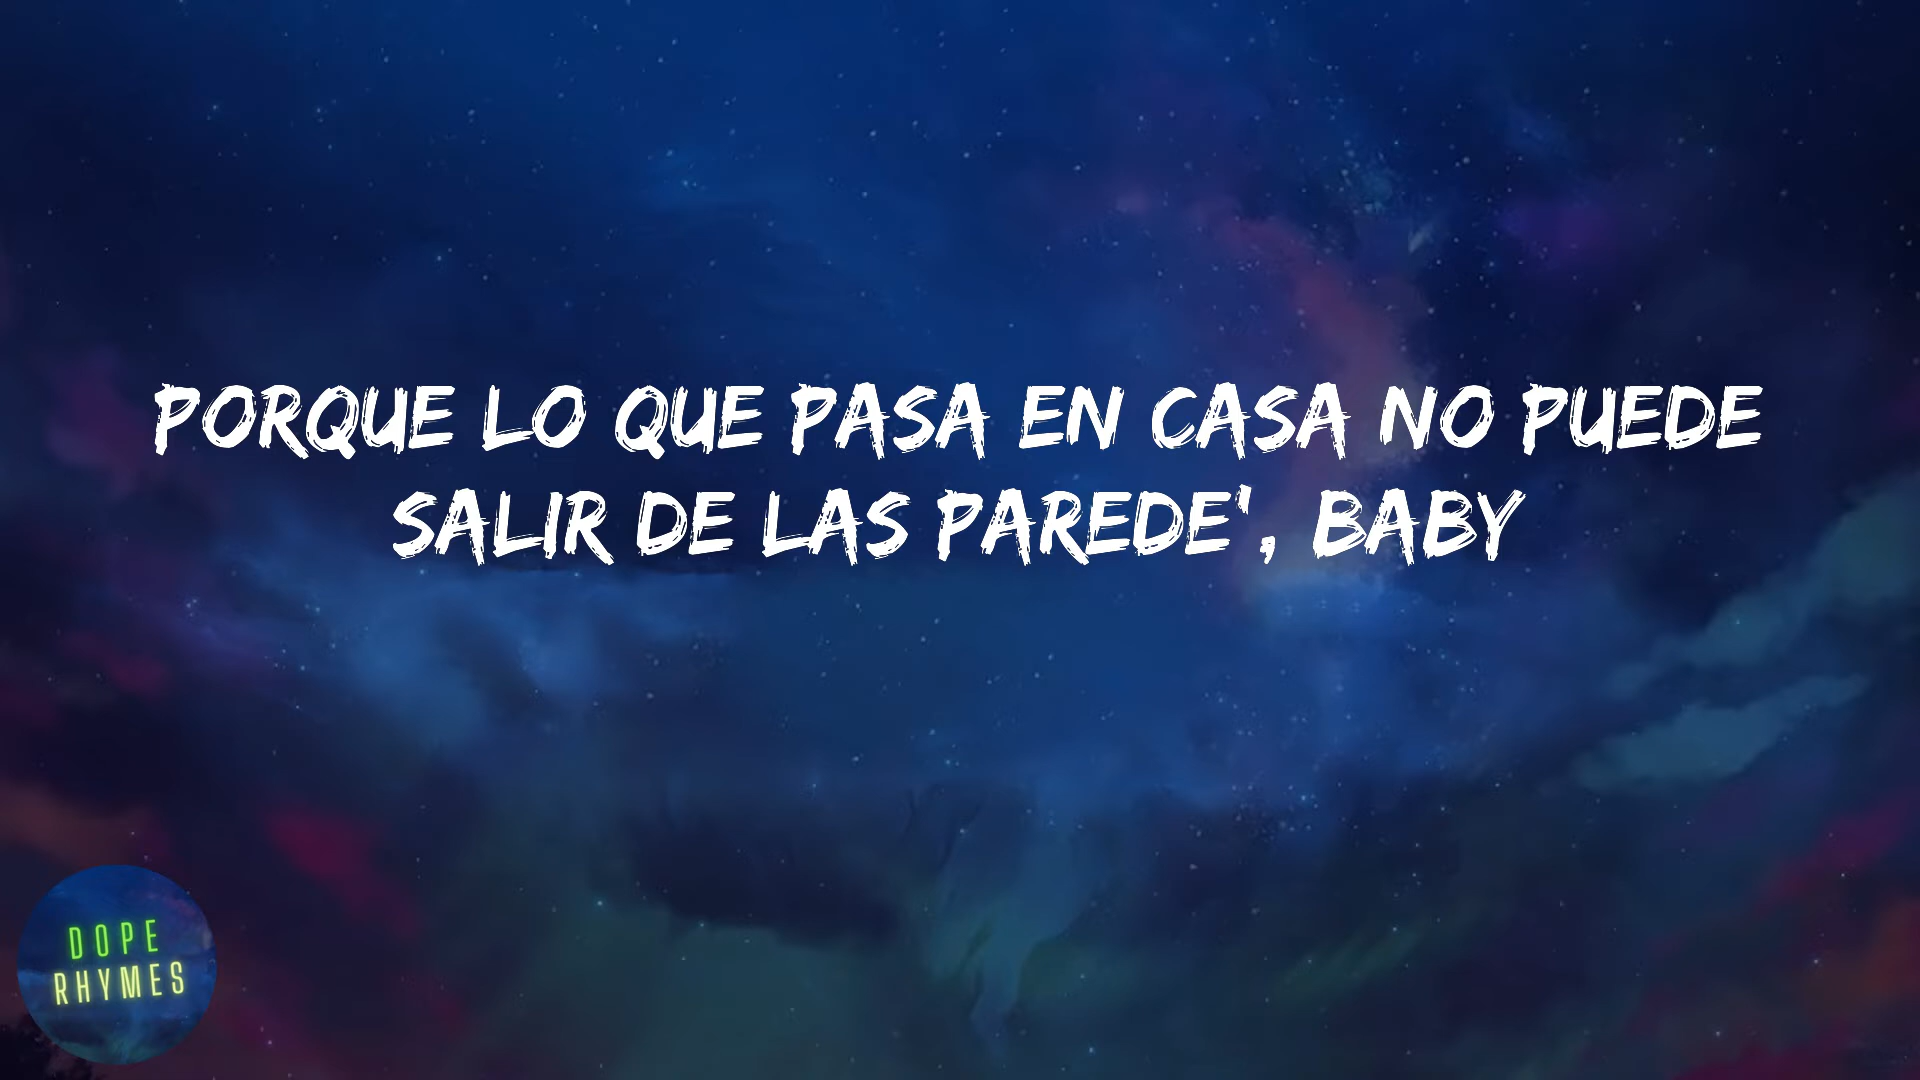 PORQUE LO QUE PASA EN CASA NO PUEDE
SALIR DE LAS PAREDE', BABY
DOPE
RHYMES